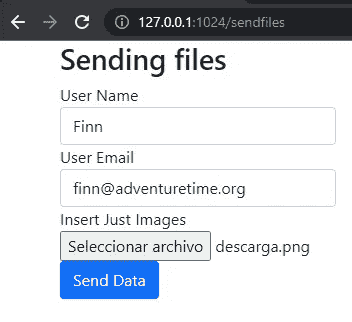 127.0.0.1:1024/sendfiles
Sending files
User Name
Finn
User Email
finn@adventuretime.org
Insert Just Images
Seleccionar archivo descarga.png
Send Data